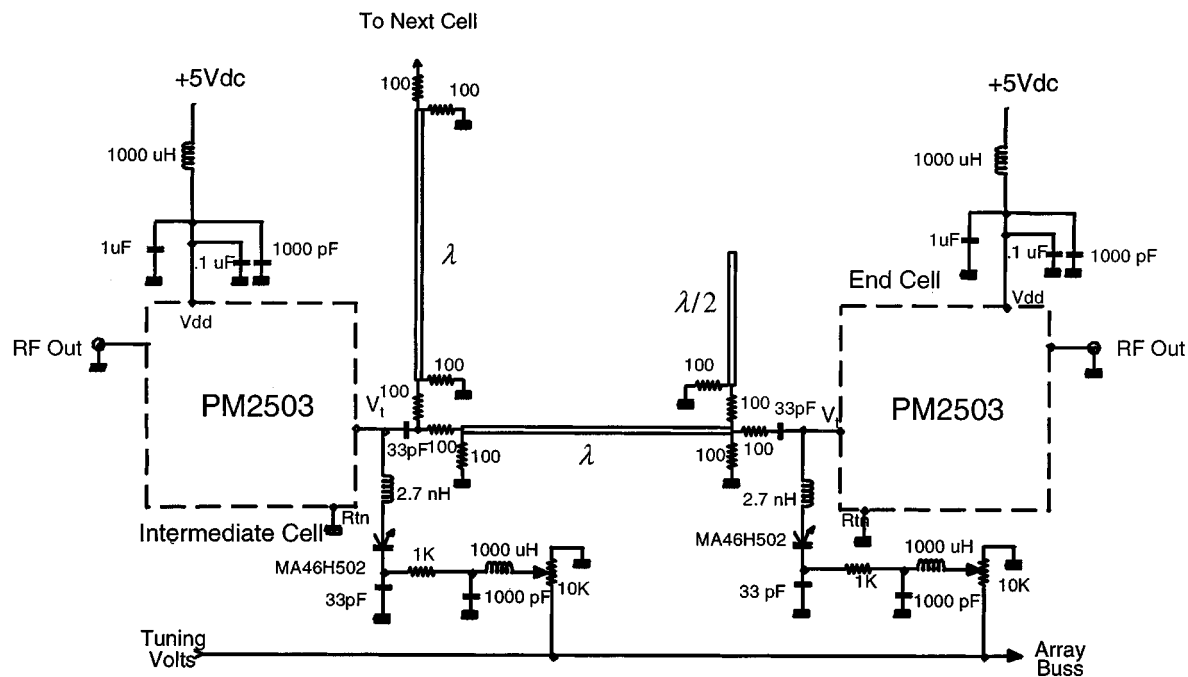 To Next Cell
100
100
+5Vdc
+5Vdc
1000 uH
1000 uH
1uF
.1 uF
1000 pF
1uF
.1 uF
1000 pF
λ
λ/2
End Cell
Vdd
Vdd
RF Out
RF Out
100
100
100
100
33pF
PM2503
PM2503
Vt
Vt
33pF
100
100
λ
100
100
2.7 nH
2.7 nH
Rtn
Rtn
Intermediate Cell
MA46H502
MA46H502
1K
1000 uH
10K
1K
1000 uH
10K
33pF
1000 pF
33 pF
1000 pF
Tuning
Volts
Array
Buss